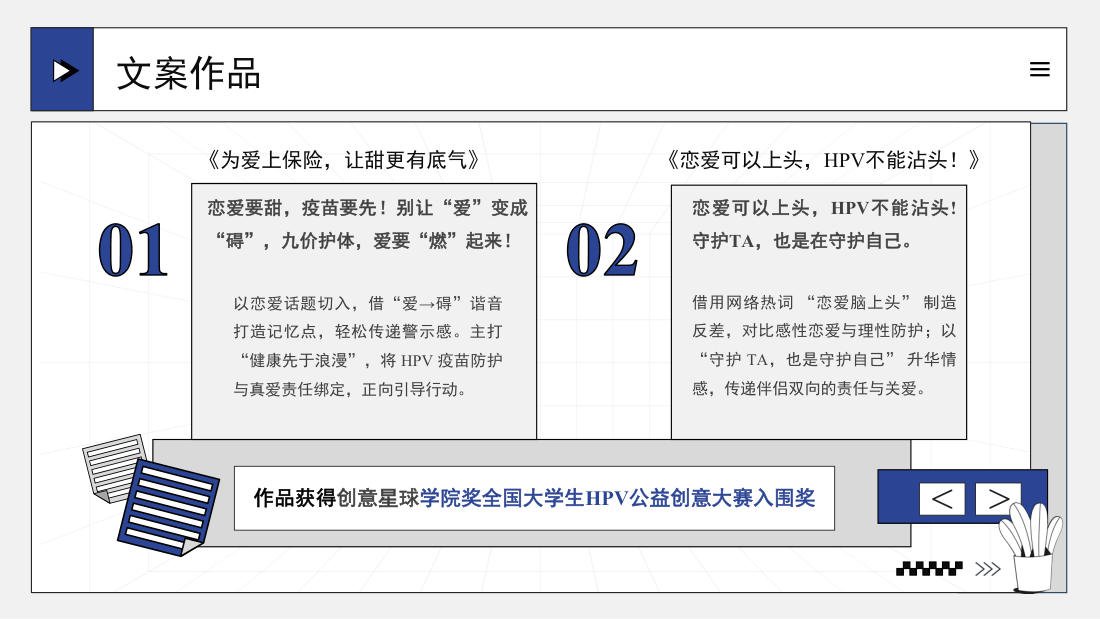 文案作品
《为爱上保险，让甜更有底气》
01
恋爱要甜，疫苗要先！别让“爱”变成
“碍”，九价护体，爱要“燃”起来！
以恋爱话题切入，借“爱→碍”谐音
打造记忆点，轻松传递警示感。主打
“健康先于浪漫”，将 HPV 疫苗防护
与真爱责任绑定，正向引导行动。
《恋爱可以上头，HPV不能沾头！》
02
恋爱可以上头，HPV不能沾头!
守护TA，也是在守护自己。
借用网络热词 “恋爱脑上头” 制造
反差，对比感性恋爱与理性防护；以
“守护 TA，也是守护自己” 升华情
感，传递伴侣双向的责任与关爱。
作品获得创意星球学院奖全国大学生HPV公益创意大赛入围奖